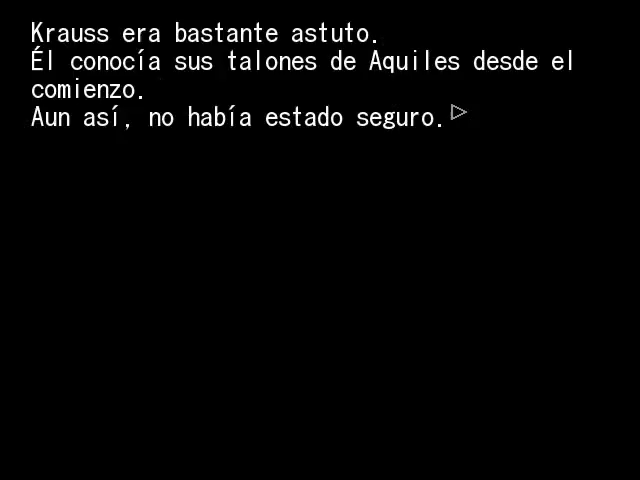 Krauss era bastante astuto.
Él conocía sus talones de Aquiles desde el
comienzo.
Aun así, no había estado seguro.